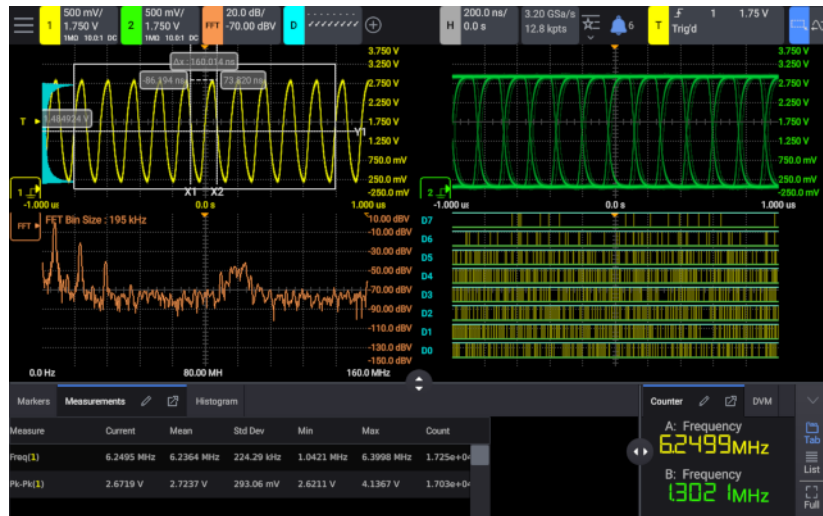 1 500 mV/ 1.750 V 1MΩ 10.0:1 DC
2 500 mV/ 1.750 V 1MΩ 10.0:1 DC
FFT 20.0 dB/ -70.00 dBV
D
H 200.0 ns/ 0.0 s
3.20 GSa/s 12.8 kpts
6
T 1 1.75 V Trig'd
3.750 V 3.750 V
3.250 V 3.250 V
Δx : 160.014 ns
-86.194 ns 73.820 ns 2.750 V 2.750 V
2.250 V 2.250 V
1.484924 V
T 1.750 V 1.750 V
Y1 1.250 V 1.250 V
750.0 mV 750.0 mV
250.0 mV 250.0 mV
1 X1 X2 -250.0 mV 2 -250.0 mV
-1.000 us 0.0 s 1.000 us -1.000 us 0.0 s 1.000 us
FFT FFT Bin Size : 195 kHz
10.00 dBV D7
-10.00 dBV
-30.00 dBV D6
-50.00 dBV D5
D4
-70.00 dBV D3
-90.00 dBV D2
-110.0 dBV D1
-130.0 dBV D0
-150.0 dBV
0.0 Hz 80.00 MH 160.0 MHz
Markers Measurements Histogram
Measure Current Mean Std Dev Min Max Count
Freq(1) 6.2495 MHz 6.2364 MHz 224.29 kHz 1.0421 MHz 6.3998 MHz 1.725e+04
Pk-Pk(1) 2.6719 V 2.7237 V 293.06 mV 2.6211 V 4.1367 V 1.703e+04
Counter DVM
A: Frequency
6.2499MHz
B: Frequency
1.3021MHz
Tab
List
Full